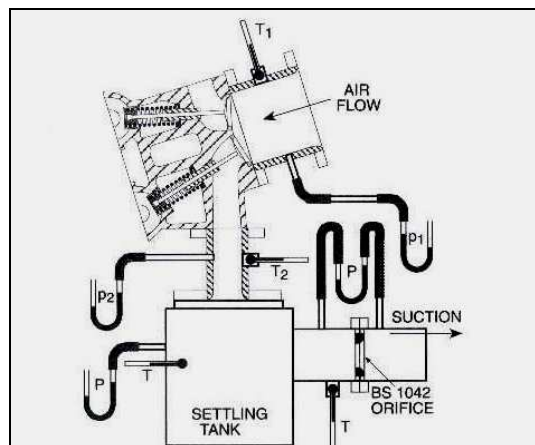 T1
AIR
FLOW
p1
P
T2
p2
SUCTION
P
T
BS 1042
ORIFICE
SETTLING
TANK
T